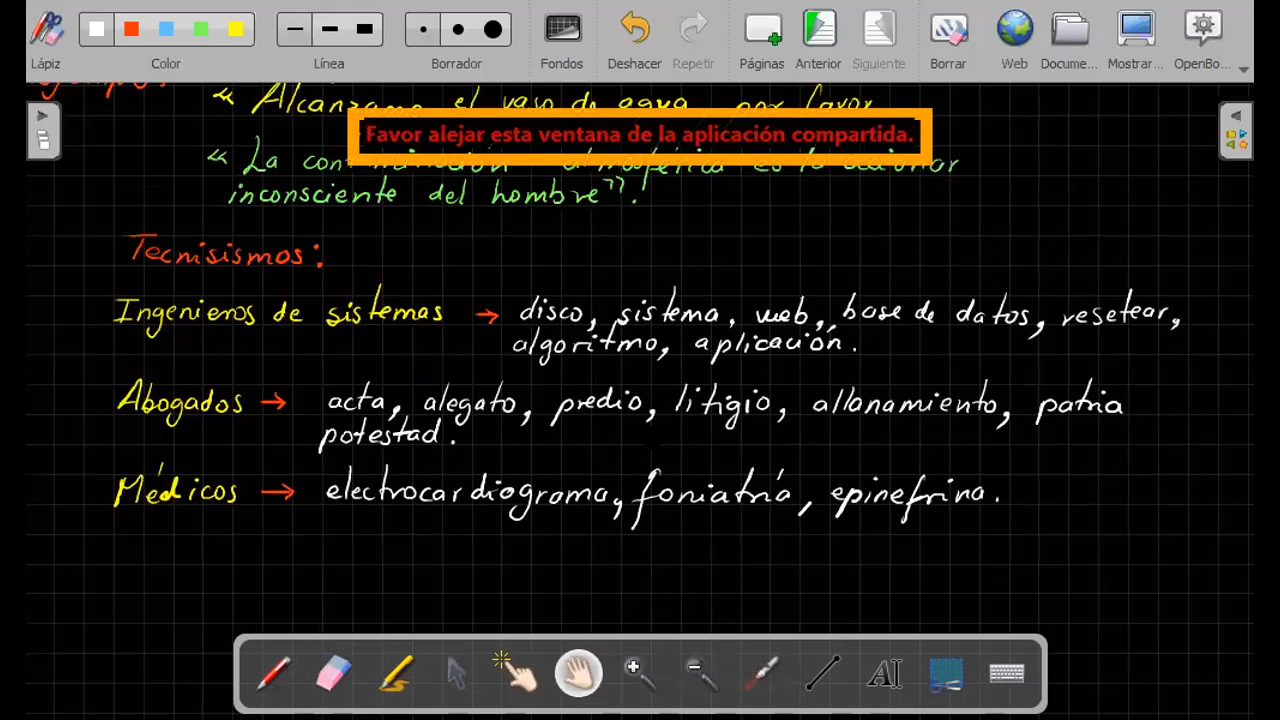 Lápiz Color Línea Borrador Fondos Deshacer Repetir Páginas Anterior Siguiente Borrar Web Docume... Mostrar... OpenBo...
« Alcanzame el vaso de agua por favor
Favor alejar esta ventana de la aplicación compartida.
« La atmosférica es la
inconsciente del hombre”!
Tecnisismos:
Ingenieros de sistemas → disco, sistema, web, base de datos, resetear,
algoritmo, aplicación.
Abogados → acta, alegato, predio, litigio, allanamiento, patria
potestad.
Médicos → electrocardiograma, foniatría, epinefrina.